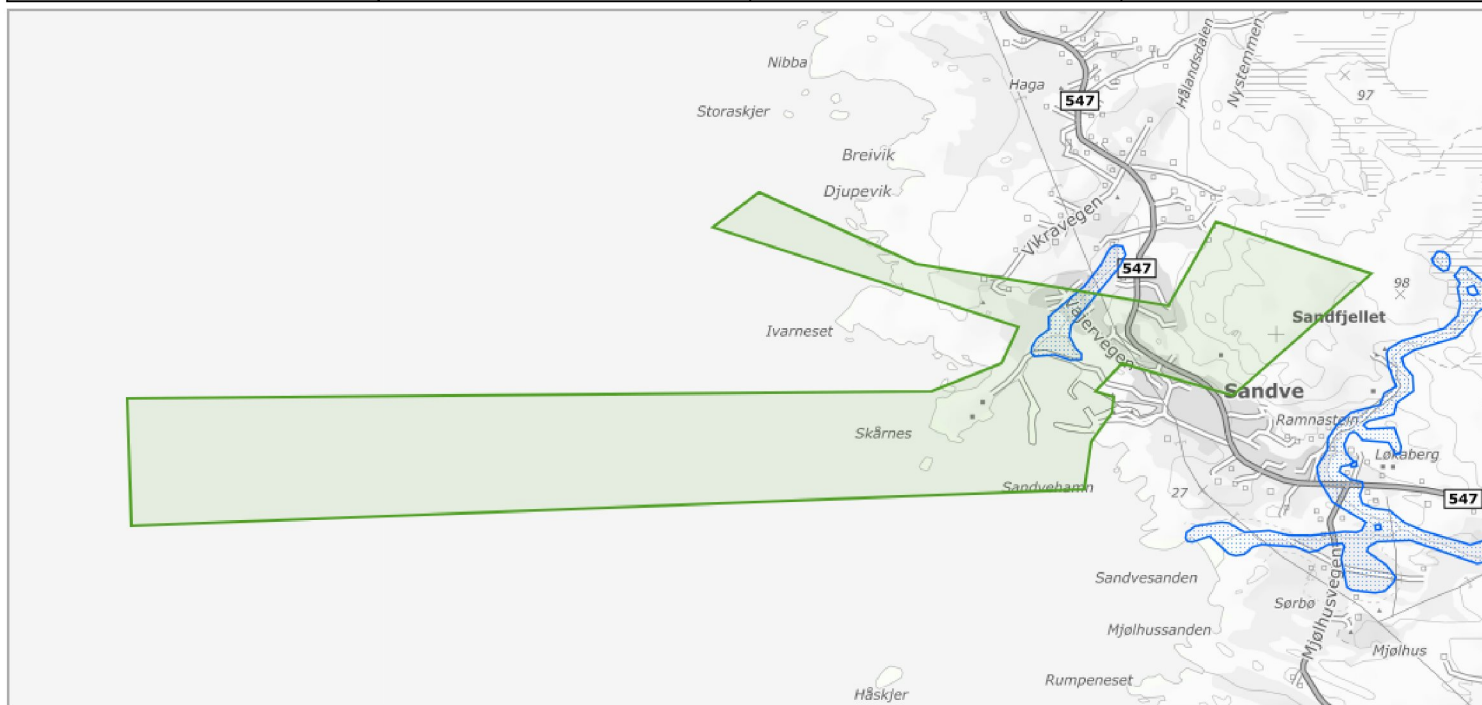 Nibba
Haga
Hålandsdalen
Nystemmen
97
547
Storaskjer
Breivik
Djupevik
Vikravegen
547
98
Sandfjellet
Ivarneset
Vaiervegen
Sandve
Ramnastein
Skårnes
Løkaberg
Sandvehamn
27
547
Sandvesanden
Sørbø
Mjølhusvegen
Mjølhussanden
Mjølhus
Rumpeneset
Håskjer